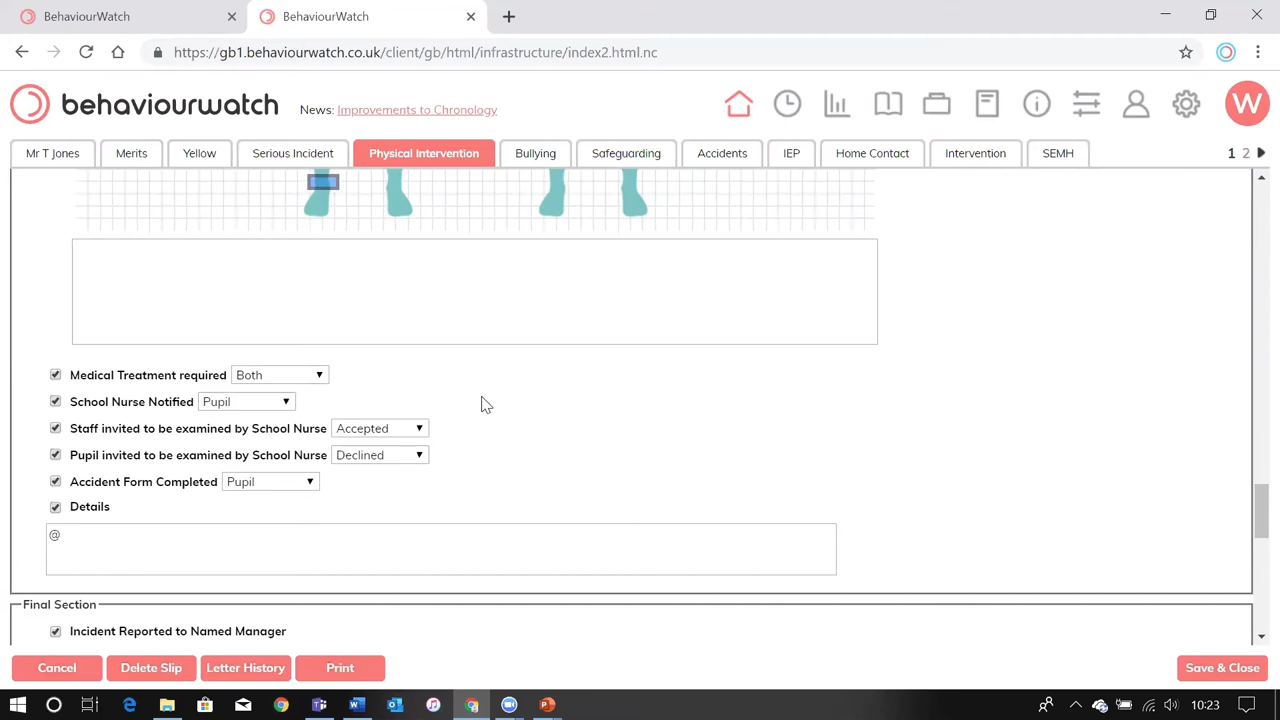 BehaviourWatch
BehaviourWatch
https://gb1.behaviourwatch.co.uk/client/gb/html/infrastructure/index2.html.nc
behaviourwatch
News: Improvements to Chronology
W
Mr T Jones
Merits
Yellow
Serious Incident
Physical Intervention
Bullying
Safeguarding
Accidents
IEP
Home Contact
Intervention
SEMH
1 2
Medical Treatment required Both
School Nurse Notified Pupil
Staff invited to be examined by School Nurse Accepted
Pupil invited to be examined by School Nurse Declined
Accident Form Completed Pupil
Details
@
Final Section
Incident Reported to Named Manager
Cancel
Delete Slip
Letter History
Print
Save & Close
10:23